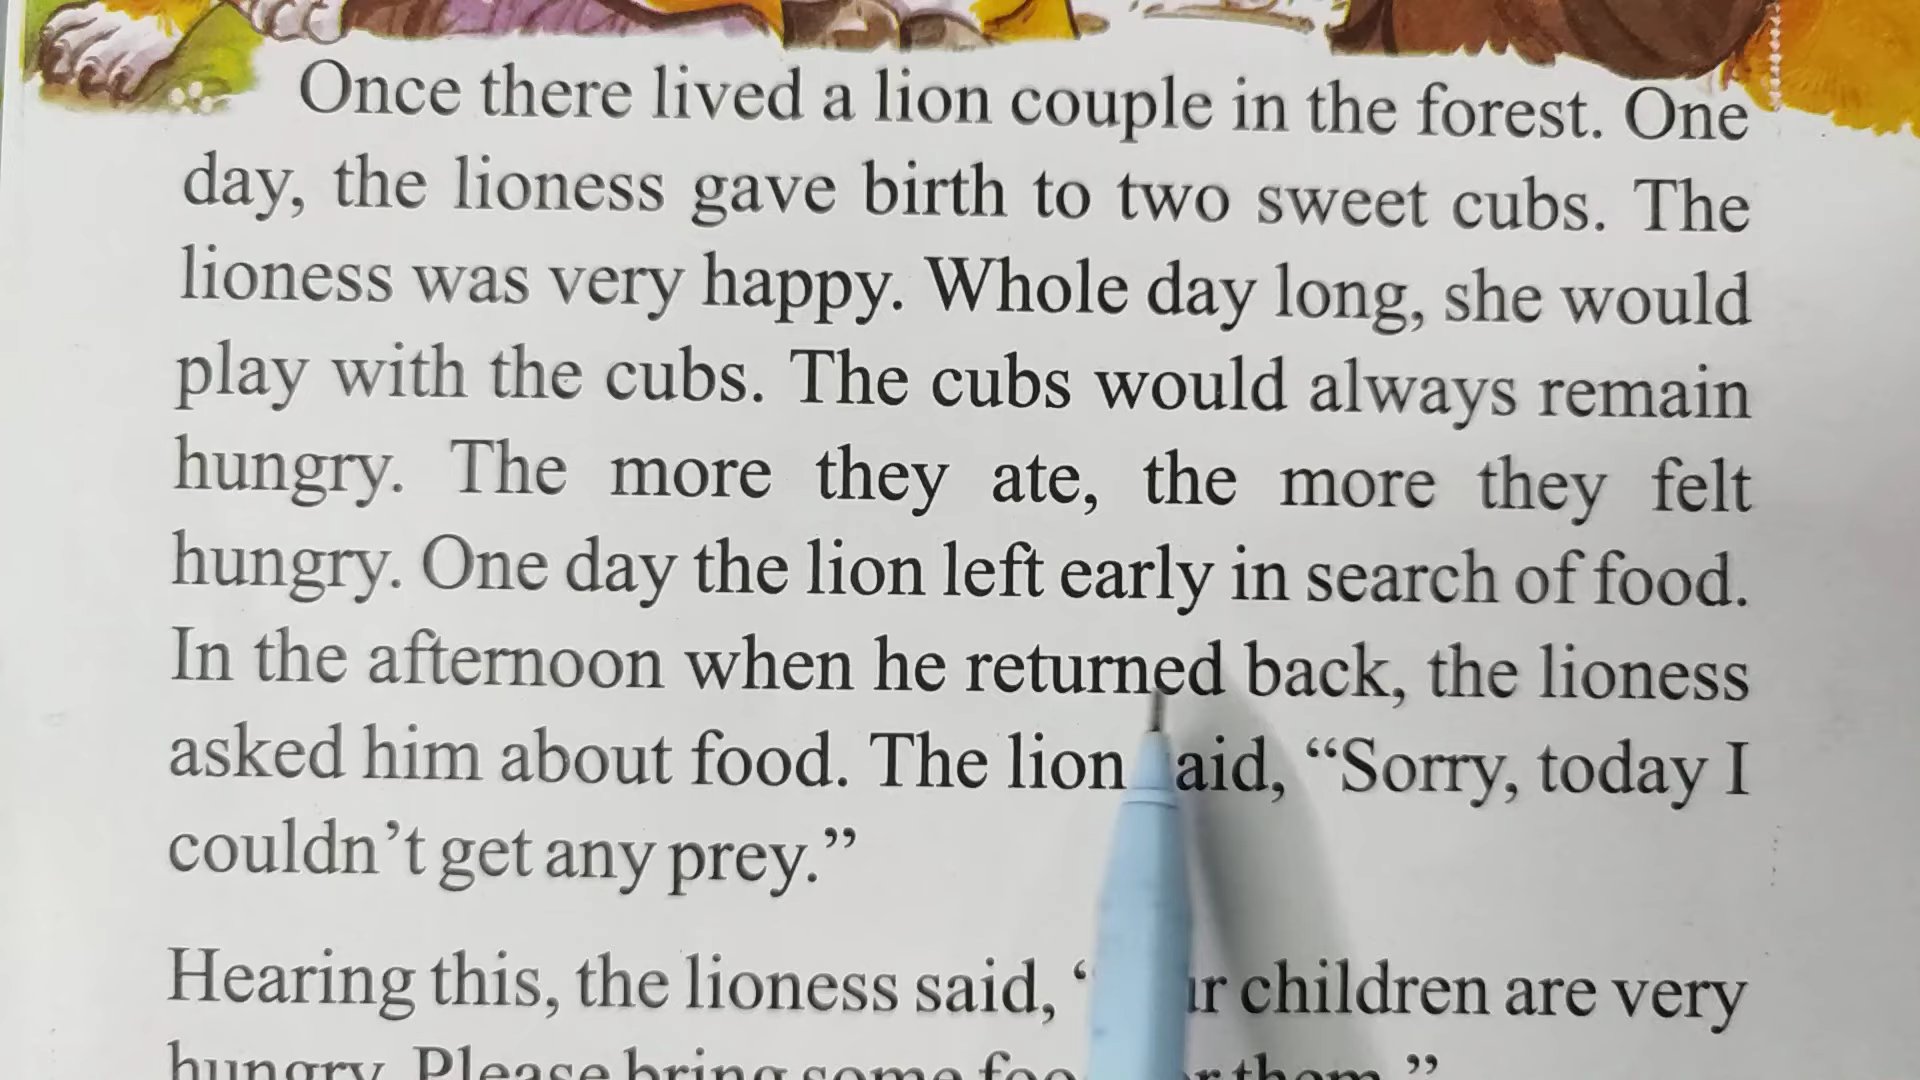 Once there lived a lion couple in the forest. One
day, the lioness gave birth to two sweet cubs. The
lioness was very happy. Whole day long, she would
play with the cubs. The cubs would always remain
hungry. The more they ate, the more they felt
hungry. One day the lion left early in search of food.
In the afternoon when he returned back, the lioness
asked him about food. The lion said, “Sorry, today I
couldn’t get any prey.”
Hearing this, the lioness said, “Our children are very
hungry. Please bring some food for them.”